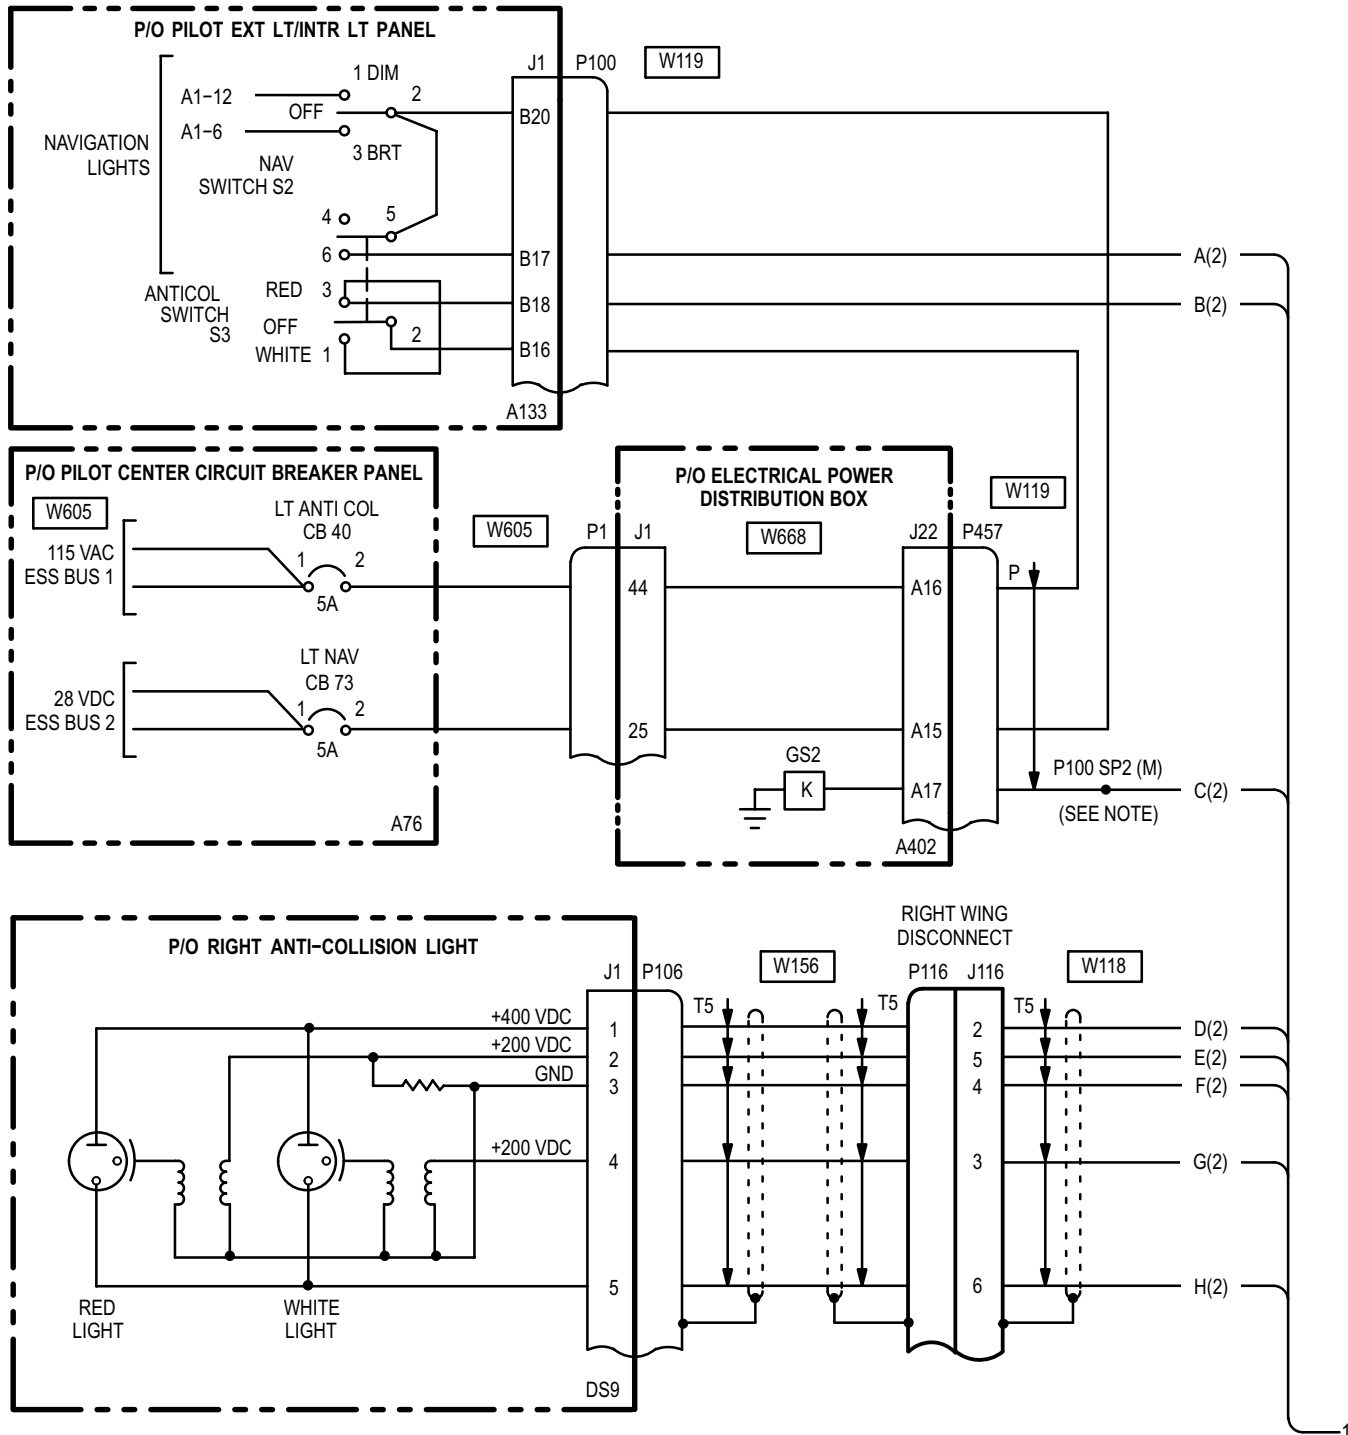 P/O PILOT EXT LT/INTR LT PANEL
J1
P100
W119
1 DIM
A1−12
2
OFF
B20
A1−6
NAVIGATION
LIGHTS
3 BRT
NAV
SWITCH S2
4
5
6
B17
A(2)
ANTICOL
SWITCH
S3
RED
3
B18
B(2)
OFF
2
WHITE
1
B16
A133
P/O PILOT CENTER CIRCUIT BREAKER PANEL
W605
LT ANTI COL
CB 40
115 VAC
ESS BUS 1
1
2
5A
LT NAV
CB 73
28 VDC
ESS BUS 2
1
2
5A
A76
W605
P1
J1
P/O ELECTRICAL POWER
DISTRIBUTION BOX
W668
J22
P457
W119
44
A16
P
25
A15
GS2
K
A17
P100 SP2 (M)
(SEE NOTE)
C(2)
A402
P/O RIGHT ANTI−COLLISION LIGHT
J1
P106
W156
RIGHT WING
DISCONNECT
P116
J116
W118
T5
T5
T5
+400 VDC
1
2
D(2)
+200 VDC
2
5
E(2)
GND
3
4
F(2)
+200 VDC
4
3
G(2)
5
6
H(2)
RED
LIGHT
WHITE
LIGHT
DS9
1